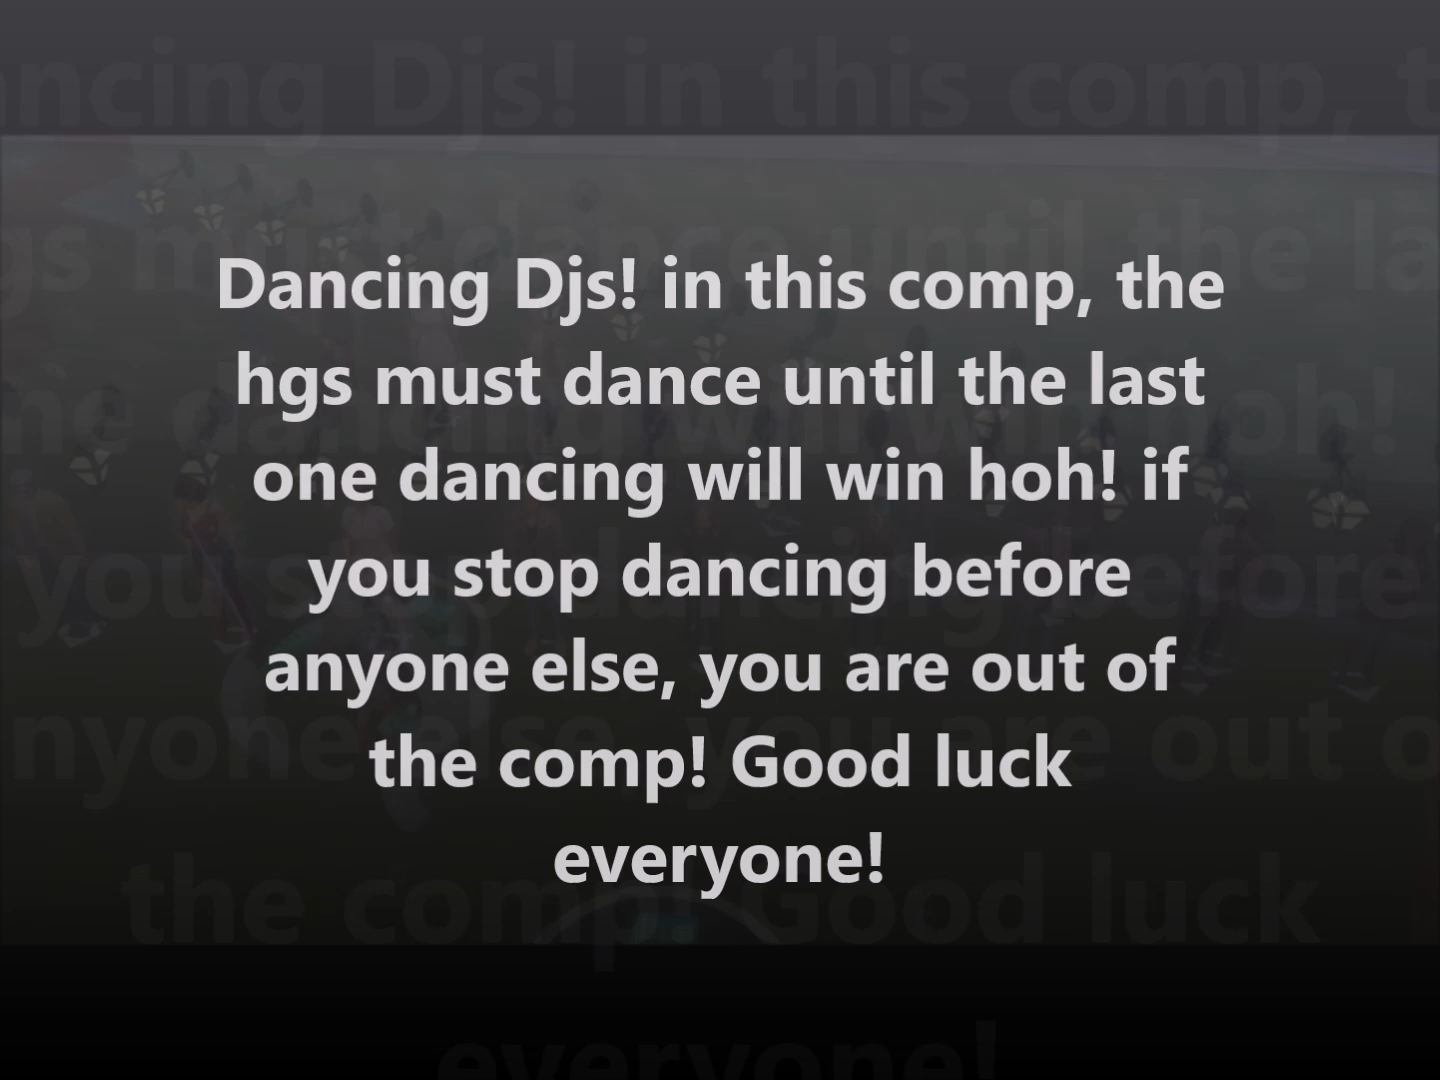 Dancing Djs! in this comp, the
hgs must dance until the last
one dancing will win hoh! if
you stop dancing before
anyone else, you are out of
the comp! Good luck
everyone!